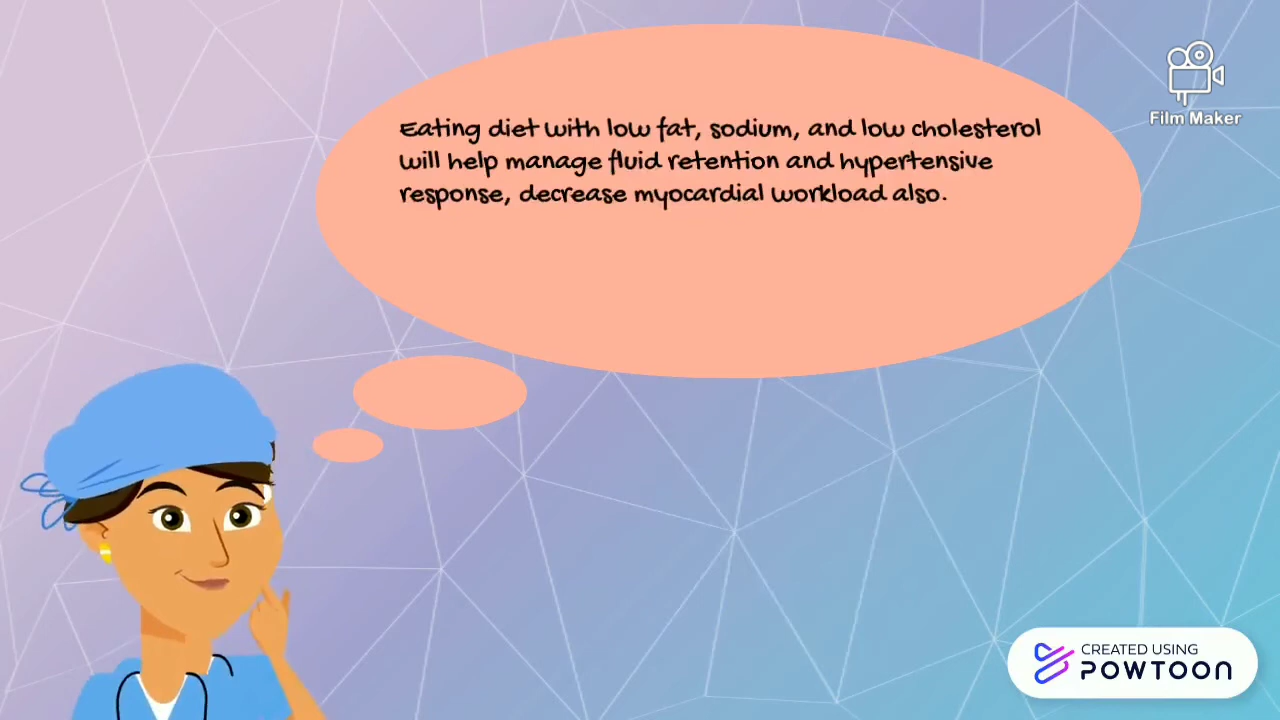 Eating diet with low fat, sodium, and low cholesterol
will help manage fluid retention and hypertensive
response, decrease myocardial workload also.
Film Maker
CREATED USING
POWTOON